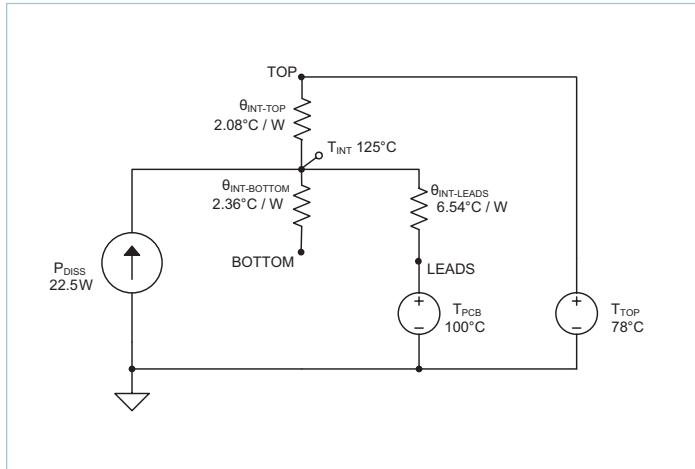 TOP
θINT-TOP
2.08°C / W
TINT 125°C
θINT-BOTTOM
2.36°C / W
θINT-LEADS
6.54°C / W
BOTTOM
LEADS
PDISS
22.5W
+
–
TPCB
100°C
+
–
TTOP
78°C